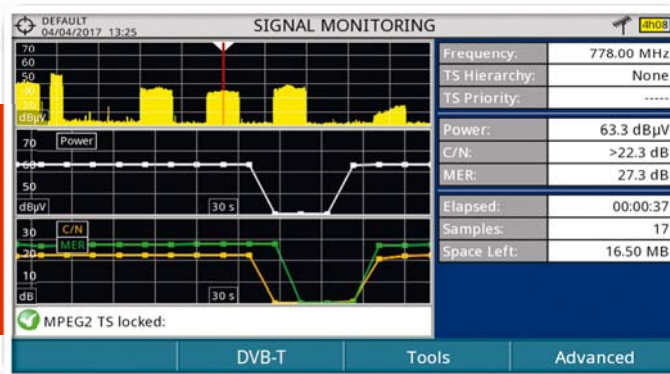 DEFAULT
04/04/2017 13:25
SIGNAL MONITORING
4h08
70
60
50
dBµV
Frequency: 778.00 MHz
TS Hierarchy: None
TS Priority: -----
70
Power
60
50
dBµV
30 s
Power: 63.3 dBµV
C/N: >22.3 dB
MER: 27.3 dB
30
C/N
MER
20
10
dB
30 s
Elapsed: 00:00:37
Samples: 17
Space Left: 16.50 MB
MPEG2 TS locked:
DVB-T
Tools
Advanced